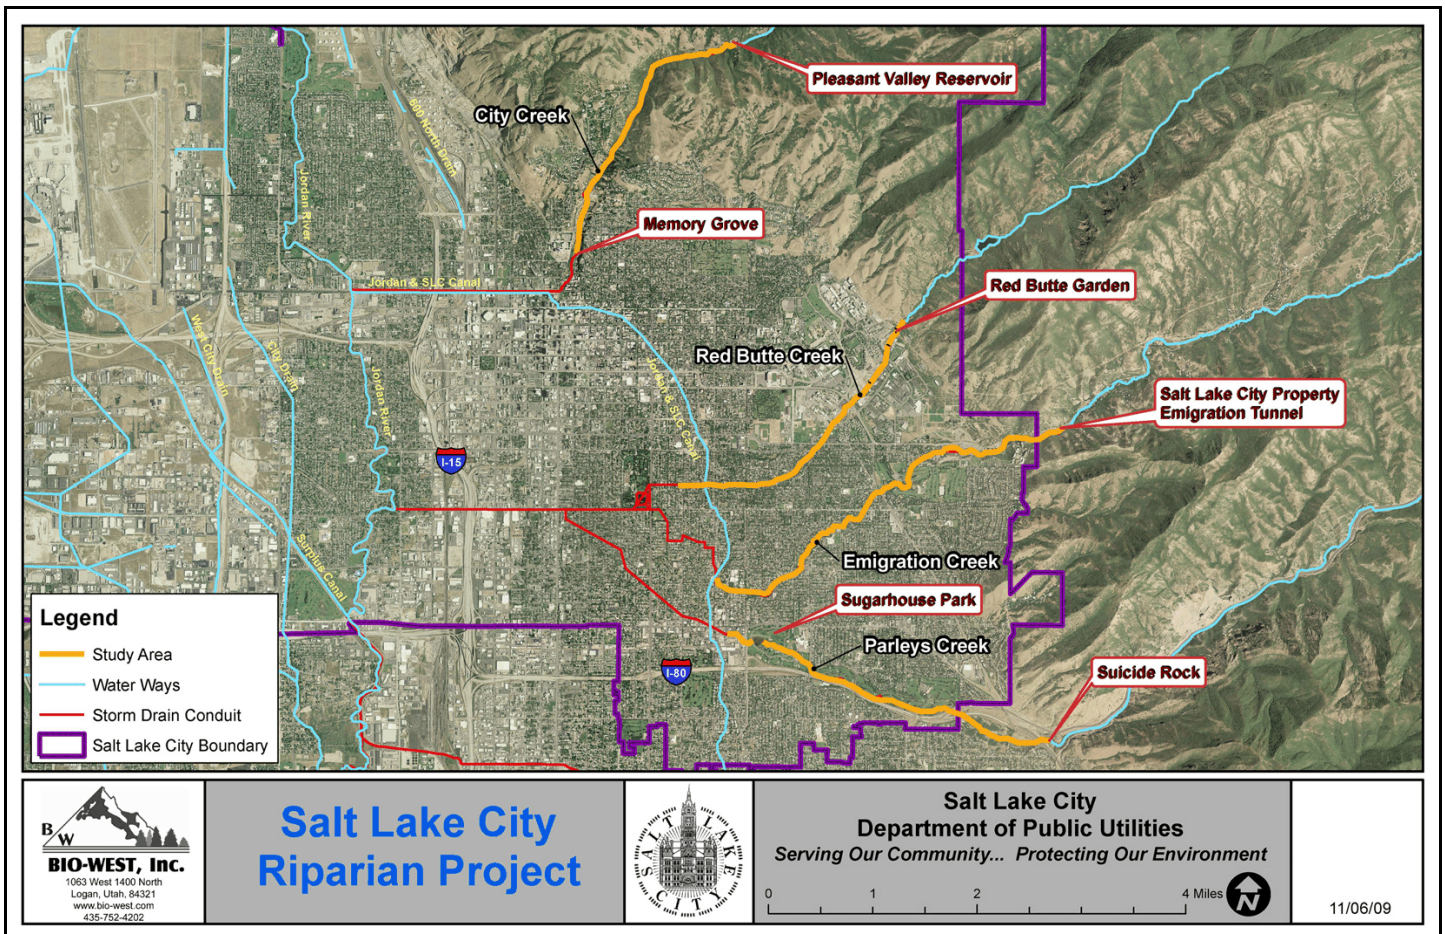 Pleasant Valley Reservoir
City Creek
600 North Drain
Jordan River
Memory Grove
Jordan & SLC Canal
Red Butte Garden
West City Drain
City Drain
Jordan River
Jordan & SLC Canal
Red Butte Creek
Salt Lake City Property
Emigration Tunnel
I-15
Surplus Canal
Emigration Creek
Sugarhouse Park
Parleys Creek
I-80
Suicide Rock
Legend
Study Area
Water Ways
Storm Drain Conduit
Salt Lake City Boundary
B W
BIO-WEST, Inc.
1063 West 1400 North
Logan, Utah, 84321
www.bio-west.com
435-752-4202
Salt Lake City
Riparian Project
SALT LAKE CITY
Salt Lake City
Department of Public Utilities
Serving Our Community... Protecting Our Environment
0 1 2 4 Miles
N
11/06/09